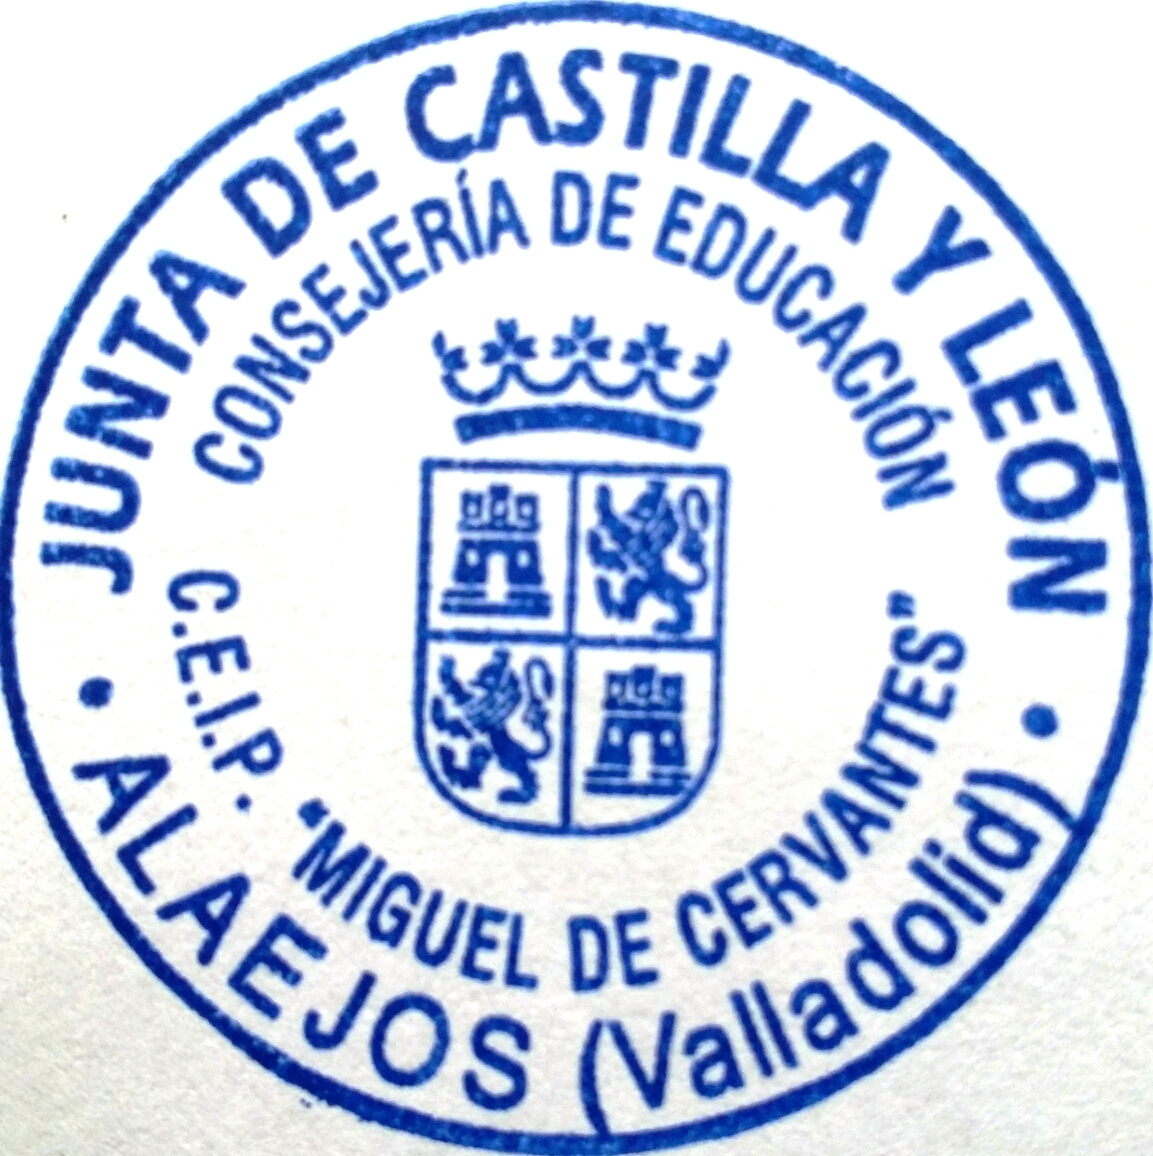 JUNTA DE CASTILLA Y LEÓN
CONSEJERÍA DE EDUCACIÓN
C.E.I.P. “MIGUEL DE CERVANTES”
• ALAEJOS (Valladolid) •